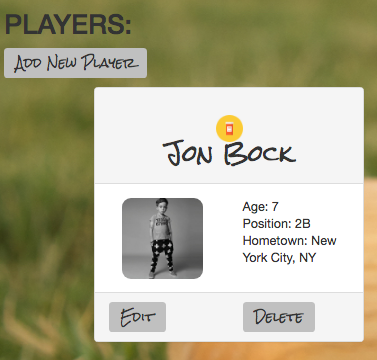 PLAYERS:
Add New Player
Jon Bock
Age: 7
Position: 2B
Hometown: New
York City, NY
Edit
Delete